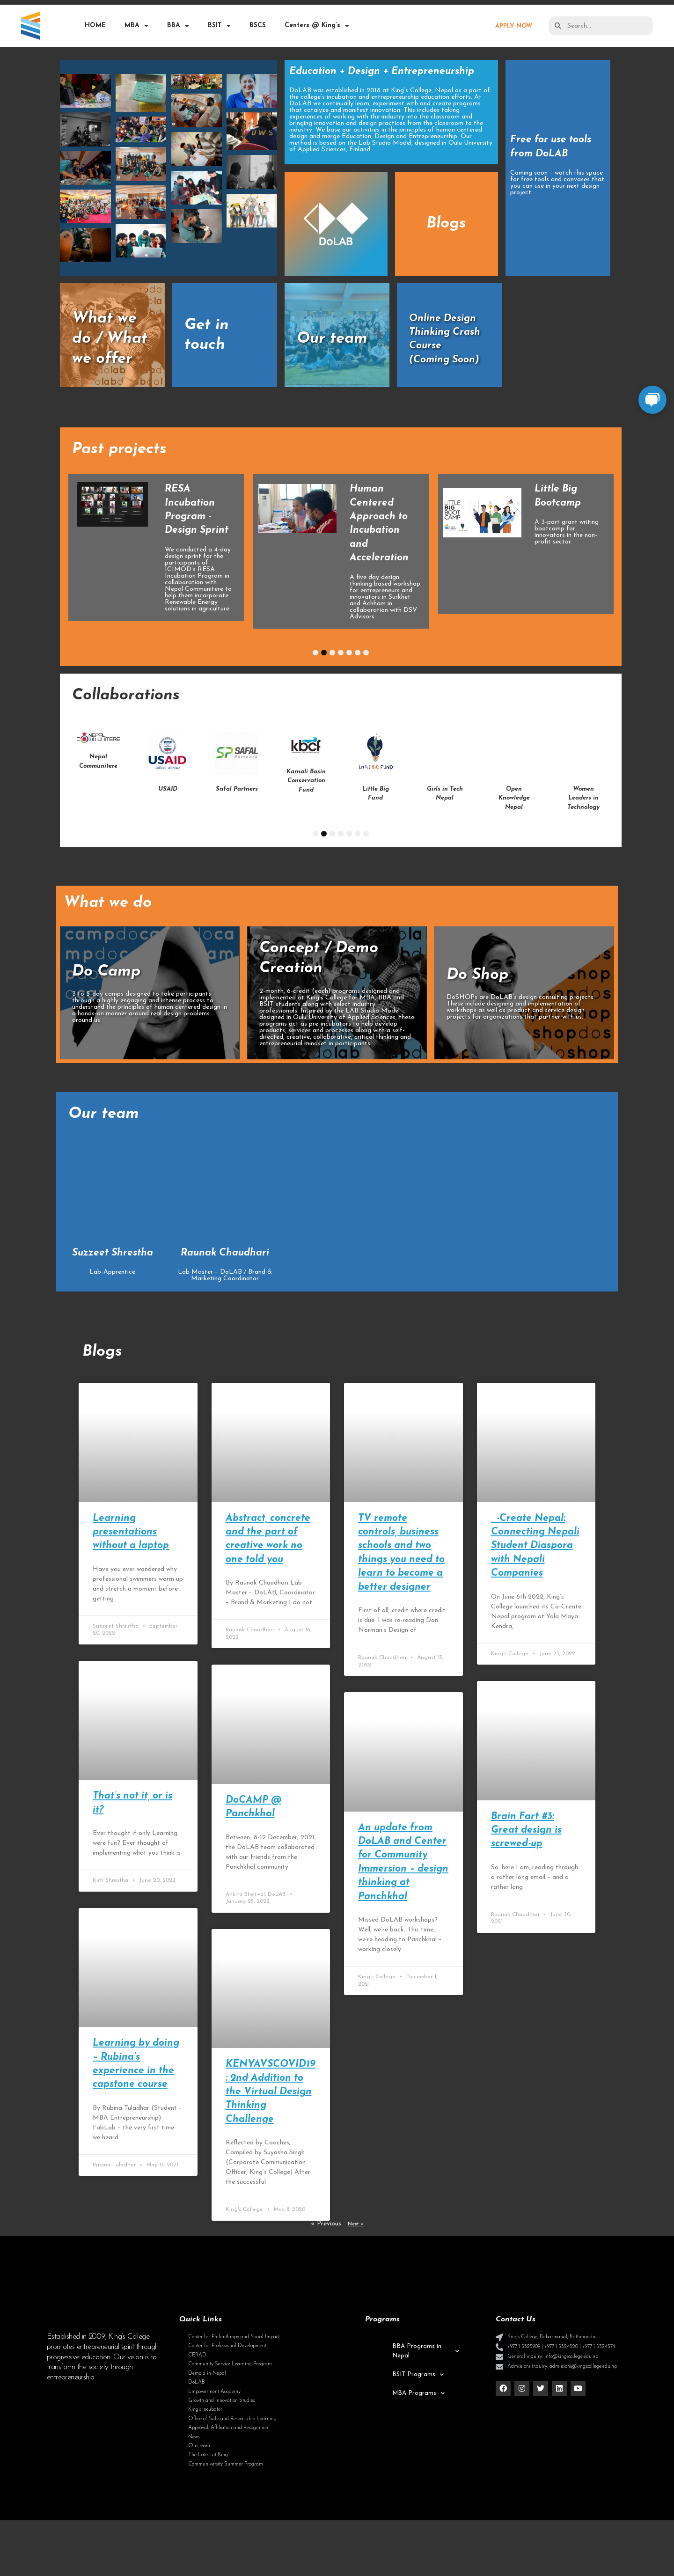 HOME
MBA
BBA
BSIT
BSCS
Centers @ King's
APPLY NOW
Search...
Education + Design + Entrepreneurship
DoLAB was established in 2018 at King's College, Nepal as a part of
the college's incubation and entrepreneurship education efforts. At
DoLAB we continually learn, experiment with and create programs
that catalyze and manifest innovation. This includes taking
experiences of working with the industry into the classroom and
bringing innovation and design practices from the classroom to the
industry. We base our activities in the principles of human centered
design and merge Education, Design and Entrepreneurship. Our
method is based on the Lab Studio Model, designed in Oulu University
of Applied Sciences, Finland.
Free for use tools
from DoLAB
Coming soon – watch this space
for free tools and canvases that
you can use in your next design
project.
DoLAB
Blogs
What we
do / What
we offer
Get in
touch
Our team
Online Design
Thinking Crash
Course
(Coming Soon)
Past projects
RESA
Incubation
Program -
Design Sprint
We conducted a 4-day
design sprint for the
participants of
ICIMOD's RESA
Incubation Program in
collaboration with
Nepal Communitere to
help them incorporate
Renewable Energy
solutions in agriculture.
Human
Centered
Approach to
Incubation
and
Acceleration
A five day design
thinking based workshop
for entrepreneurs and
innovators in Surkhet
and Achham in
collaboration with DSV
Advisors.
LITTLE
BIG
BOOT
CAMP
Little Big
Bootcamp
A 3-part grant writing
bootcamp for
innovators in the non-
profit sector.
Collaborations
NEPAL
COMMUNITERE
Nepal
Communitere
USAID
USAID
SAFAL
Partners
Safal Partners
kbcf
Karnali Basin
Conservation
Fund
LITTLE BIG FUND
Little Big
Fund
Girls in Tech
Nepal
Open
Knowledge
Nepal
Women
Leaders in
Technology
What we do
Do Camp
3 to 5-day camps designed to take participants
through a highly engaging and intense process to
understand the principles of human centered design in
a hands-on manner around real design problems
around us.
Concept / Demo
Creation
2-month, 6-credit (each) programs designed and
implemented at King's College for MBA, BBA and
BSIT students along with select industry
professionals. Inspired by the LAB Studio Model
designed in Oulu University of Applied Sciences, these
programs act as pre-incubators to help develop
products, services and processes along with a self-
directed, creative, collaborative, critical thinking and
entrepreneurial mindset in participants.
Do Shop
DoSHOPs are DoLAB's design consulting projects.
These include designing and implementation of
workshops as well as product and service design
projects for organizations that partner with us.
Our team
Suzzeet Shrestha
Lab-Apprentice
Raunak Chaudhari
Lab Master – DoLAB / Brand &
Marketing Coordinator
Blogs
Learning
presentations
without a laptop
Have you ever wondered why
professional swimmers warm up
and stretch a moment before
getting
Suzzeet Shrestha • September
20, 2022
Abstract, concrete
and the part of
creative work no
one told you
By Raunak Chaudhari Lab
Master – DoLAB, Coordinator
– Brand & Marketing I do not
Raunak Chaudhari • August 16,
2022
TV remote
controls, business
schools and two
things you need to
learn to become a
better designer
First of all, credit where credit
is due. I was re-reading Don
Norman's Design of
Raunak Chaudhari • August 15,
2022
_-Create Nepal:
Connecting Nepali
Student Diaspora
with Nepali
Companies
On June 6th 2022, King's
College launched its Co-Create
Nepal program at Yala Maya
Kendra,
King's College • June 23, 2022
That's not it, or is
it?
Ever thought if only Learning
were fun? Ever thought of
implementing what you think is
Kirti Shrestha • June 20, 2022
DoCAMP @
Panchkhal
Between 8-12 December, 2021,
the DoLAB team collaborated
with our friends from the
Panchkhal community
Ankita Bhetwal, DoLAB •
January 25, 2022
An update from
DoLAB and Center
for Community
Immersion – design
thinking at
Panchkhal
Missed DoLAB workshops?
Well, we're back. This time,
we're heading to Panchkhal –
working closely
King's College • December 1,
2021
Brain Fart #3:
Great design is
screwed-up
So, here I am, reading through
a rather long email – and a
rather long
Raunak Chaudhari • June 30,
2021
Learning by doing
– Rubina's
experience in the
capstone course
By Rubina Tuladhar (Student –
MBA Entrepreneurship)
FabLab – the very first time
we heard
Rubina Tuladhar • May 13, 2021
KENYAVSCOVID19
: 2nd Addition to
the Virtual Design
Thinking
Challenge
Reflected by Coaches;
Compiled by Suyasha Singh
(Corporate Communication
Officer, King's College) After
the successful
King's College • May 8, 2020
« Previous Next »
Established in 2009, King's College
promotes entrepreneurial spirit through
progressive education. Our vision is to
transform the society through
entrepreneurship.
Quick Links
Center for Philanthropy and Social Impact
Center for Professional Development
CERAD
Community Service Learning Program
Demola in Nepal
DoLAB
Empowerment Academy
Growth and Innovation Studies
King's Incubator
Office of Safe and Respectable Learning
Approval, Affiliation and Recognition
News
Our team
The Latest at King's
Communiversity Summer Program
Programs
BBA Programs in
Nepal
BSIT Programs
MBA Programs
Contact Us
King's College, Babarmahal, Kathmandu
+977 1 5325909 | +977 1 5324520 | +977 1 5324574
General inquiry: info@kingscollege.edu.np
Admissions inquiry: admission@kingscollege.edu.np